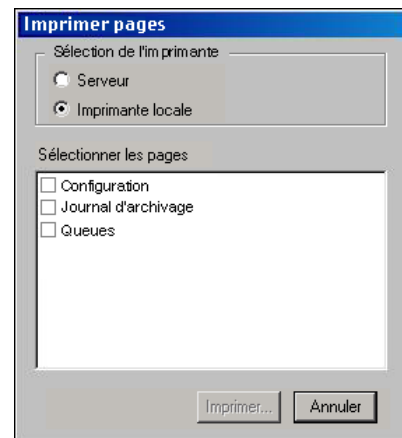 Imprimer pages
Sélection de l'imprimante
Serveur
Imprimante locale
Sélectionner les pages
Configuration
Journal d'archivage
Queues
Imprimer... Annuler